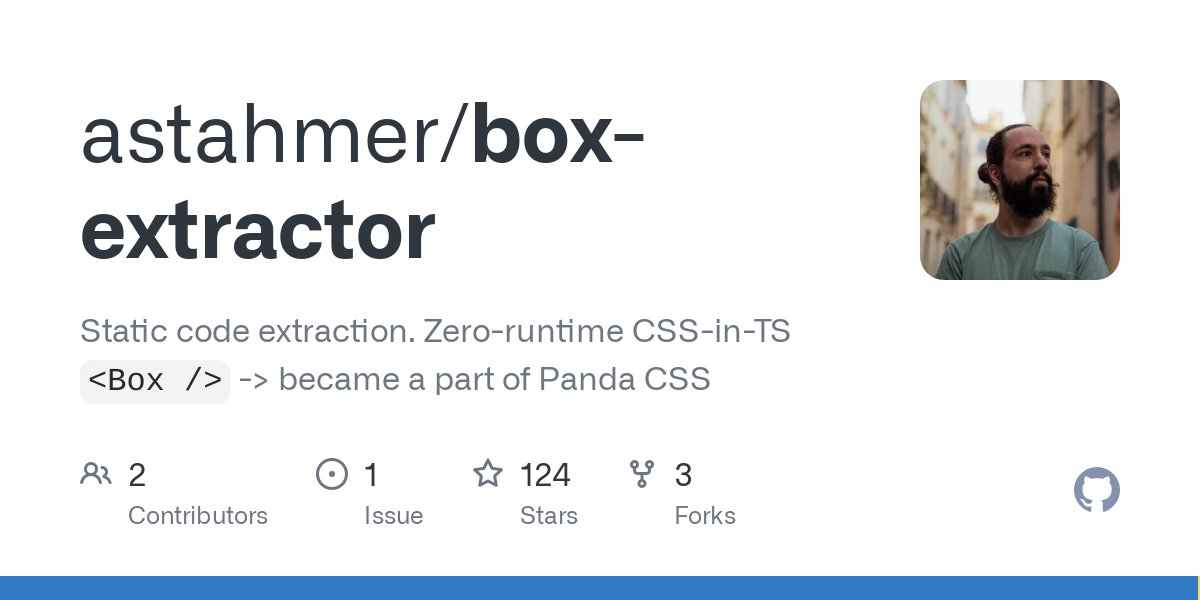 astahmer/box-
extractor
Static code extraction. Zero-runtime CSS-in-TS
<Box /> -> became a part of Panda CSS
2 1 124 3
Contributors Issue Stars Forks